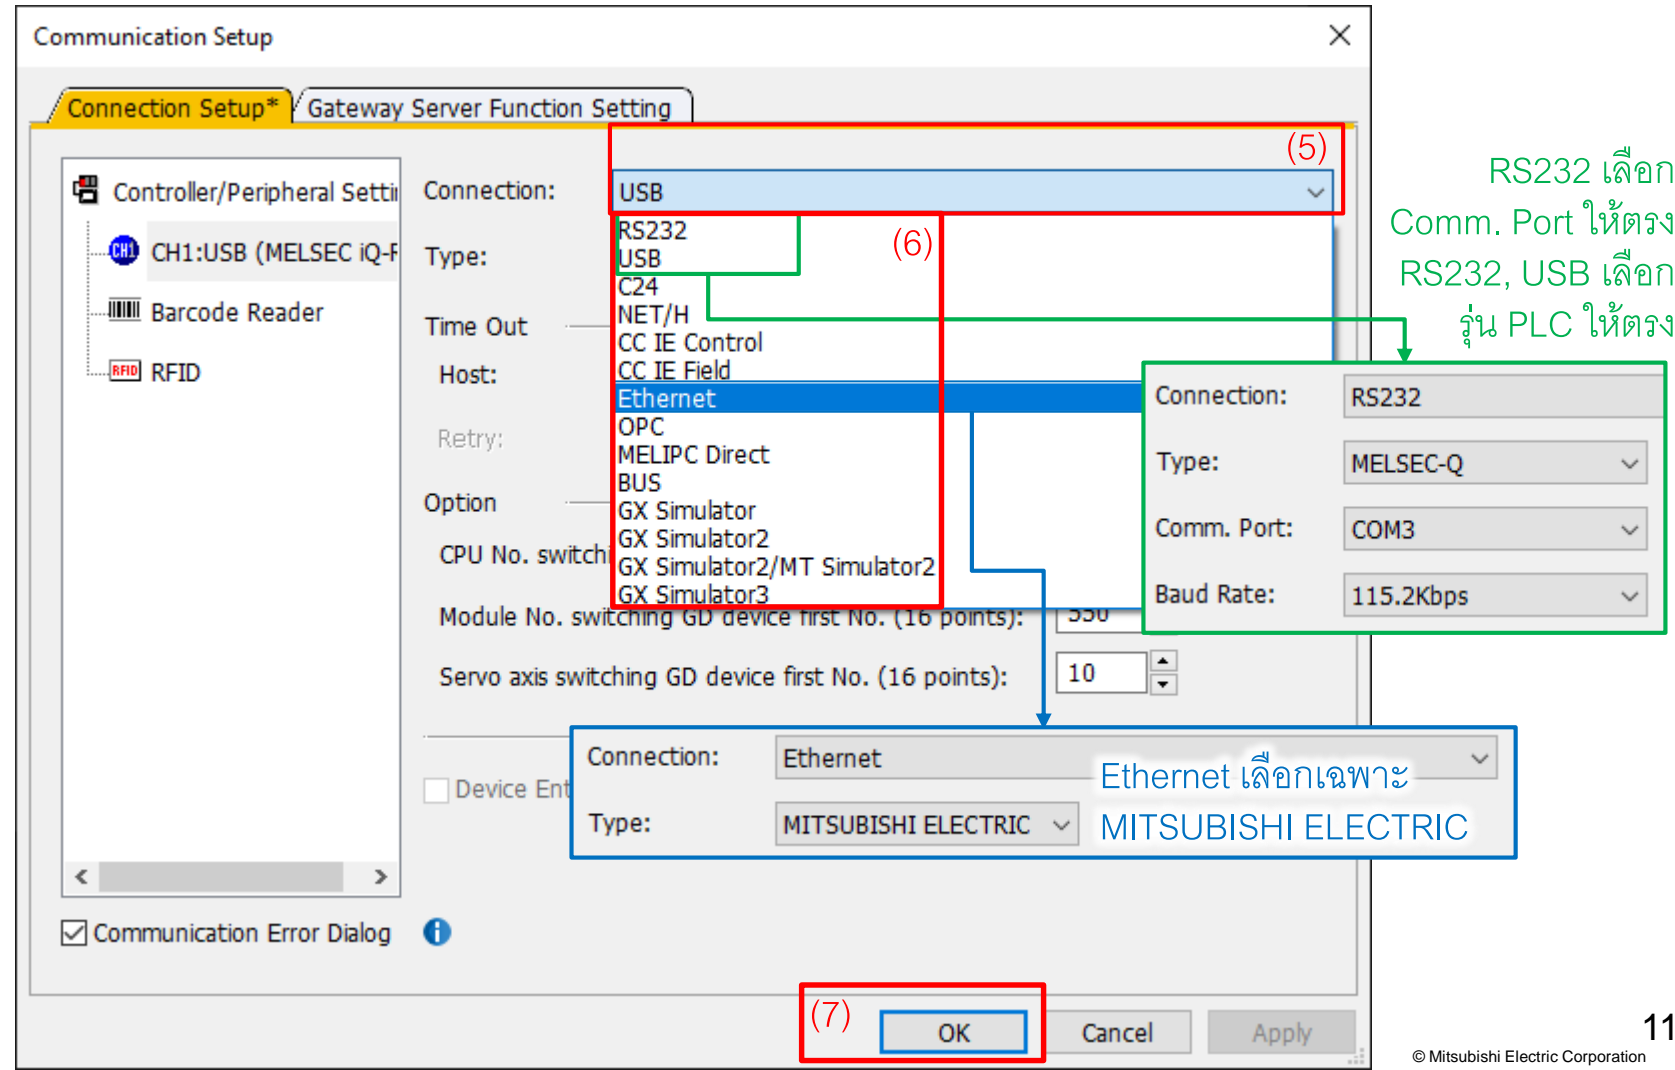 Communication Setup
Connection Setup*
Gateway Server Function Setting
(5)
Controller/Peripheral Settin
CH1:USB (MELSEC iQ-R
Barcode Reader
RFID RFID
Connection:
USB
RS232
USB
C24
NET/H
CC IE Control
CC IE Field
Ethernet
OPC
MELIPC Direct
BUS
GX Simulator
GX Simulator2
GX Simulator2/MT Simulator2
GX Simulator3
(6)
Type:
Time Out
Host:
Retry:
Option
CPU No. switchi
Module No. switching GD device first No. (16 points):
550
Servo axis switching GD device first No. (16 points):
10
Device Ent
RS232 เลือก
Comm. Port ให้ตรง
RS232, USB เลือก
รุ่น PLC ให้ตรง
Connection:
RS232
Type:
MELSEC-Q
Comm. Port:
COM3
Baud Rate:
115.2Kbps
Connection:
Ethernet
Type:
MITSUBISHI ELECTRIC
Ethernet เลือกเฉพาะ
MITSUBISHI ELECTRIC
Communication Error Dialog
(7)
OK
Cancel
Apply
11
© Mitsubishi Electric Corporation